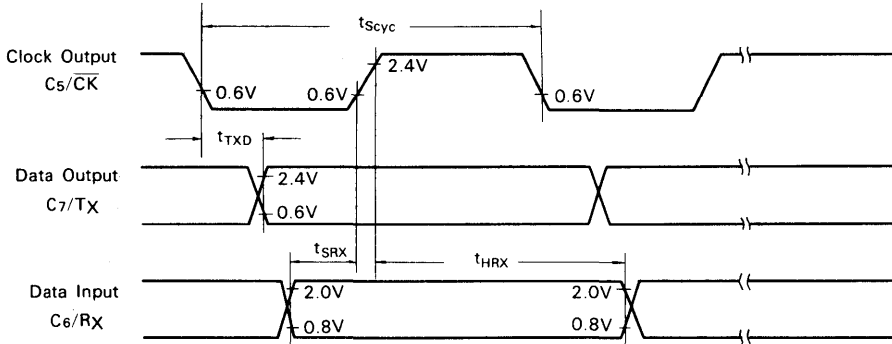 tScyc
Clock Output
C5/CK
2.4V
0.6V
0.6V
0.6V
tTXD
Data Output
C7/TX
2.4V
0.6V
tSRX
tHRX
Data Input
C6/RX
2.0V
2.0V
0.8V
0.8V